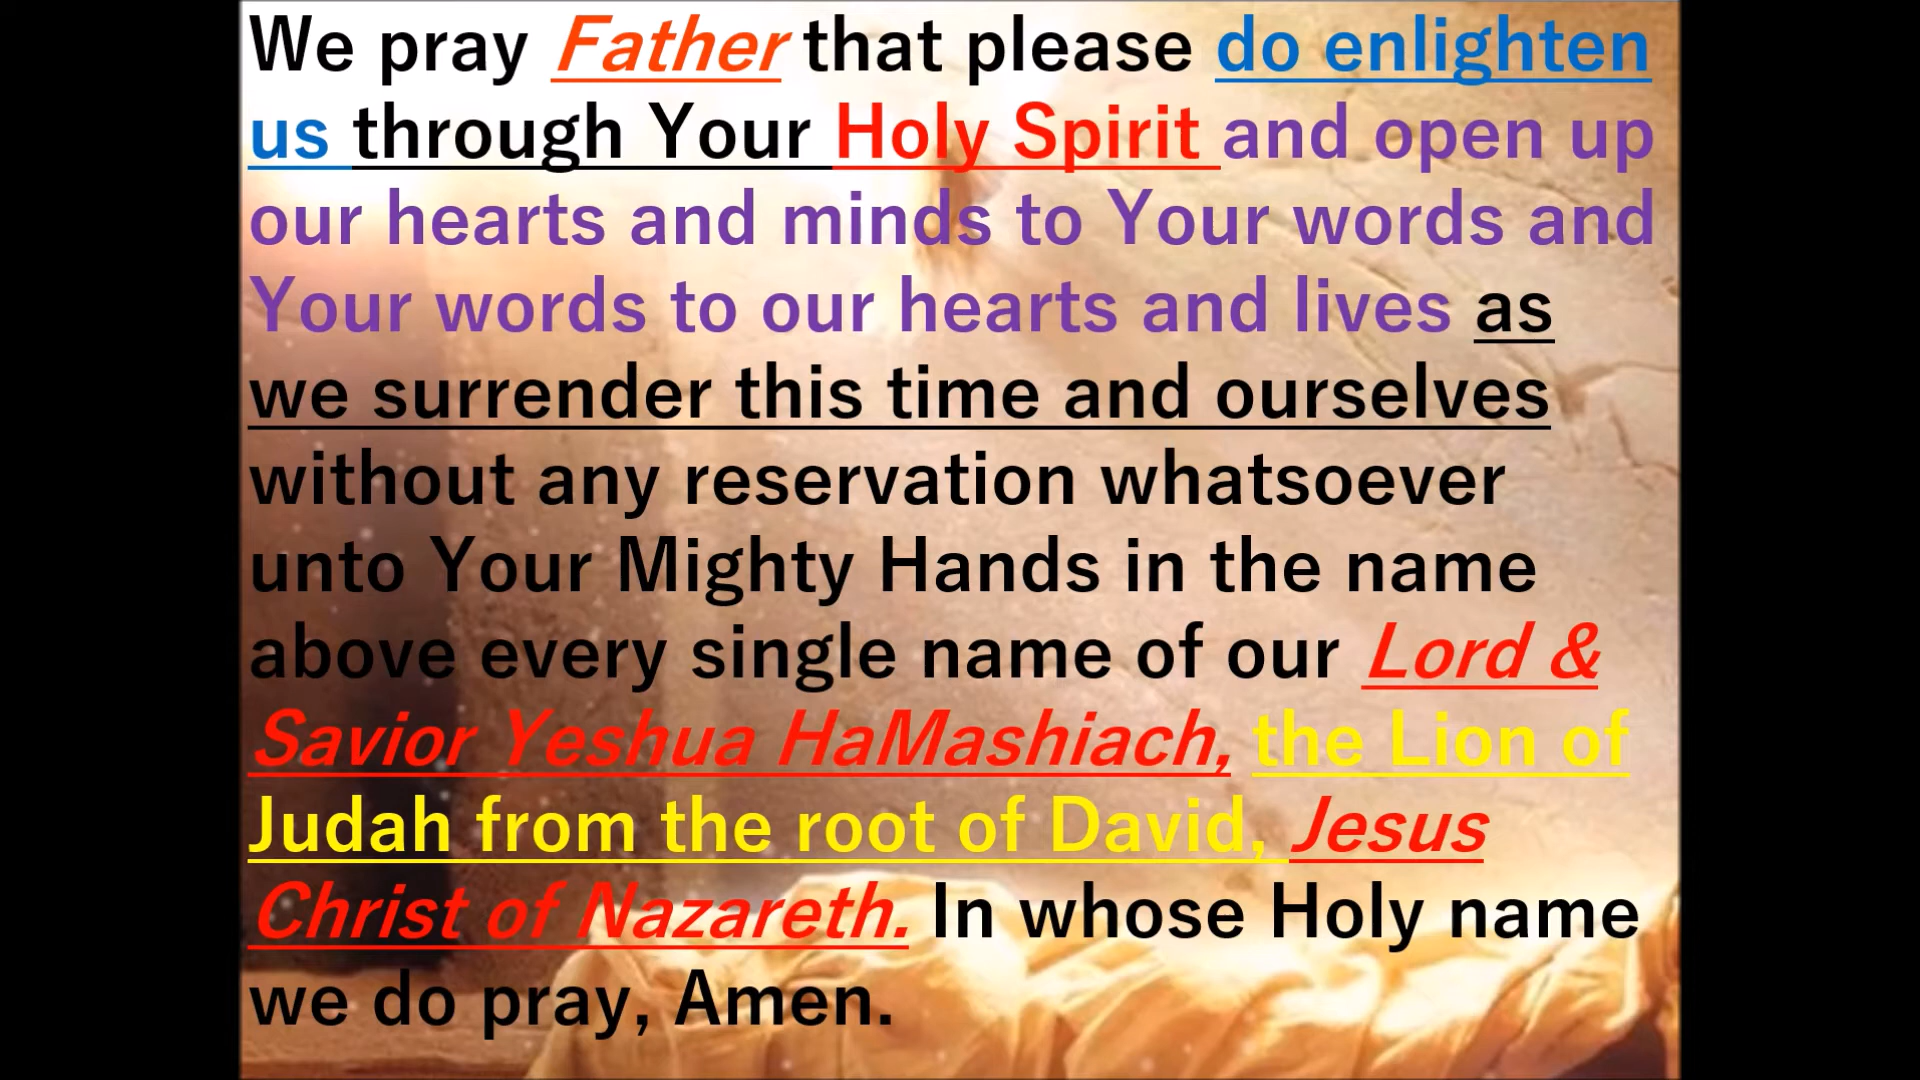 We pray Father that please do enlighten
us through Your Holy Spirit and open up
our hearts and minds to Your words and
Your words to our hearts and lives as
we surrender this time and ourselves
without any reservation whatsoever
unto Your Mighty Hands in the name
above every single name of our Lord &
Savior Yeshua HaMashiach, the Lion of
Judah from the root of David, Jesus
Christ of Nazareth. In whose Holy name
we do pray, Amen.